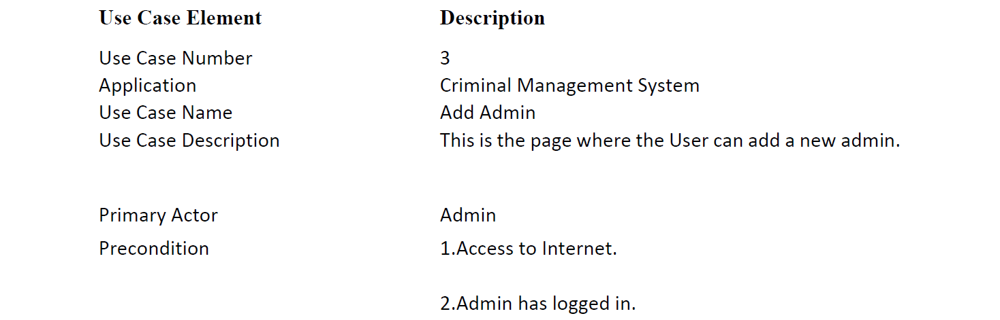 Use Case Element Description
Use Case Number 3
Application Criminal Management System
Use Case Name Add Admin
Use Case Description This is the page where the User can add a new admin.
Primary Actor Admin
Precondition 1.Access to Internet.
2.Admin has logged in.